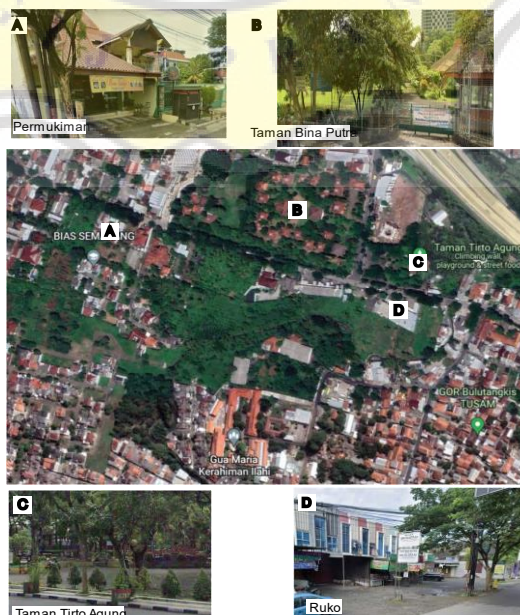 A
B
Permukiman
Taman Bina Putra
BIAS SEMARANG
A
B
C
D
Taman Tirto Agung
Climbing wall,
playground & street food
GOR Bulutangkis
TUSAM
Gua Maria
Kerahiman Ilahi
C
D
Taman Tirto Agung
Ruko